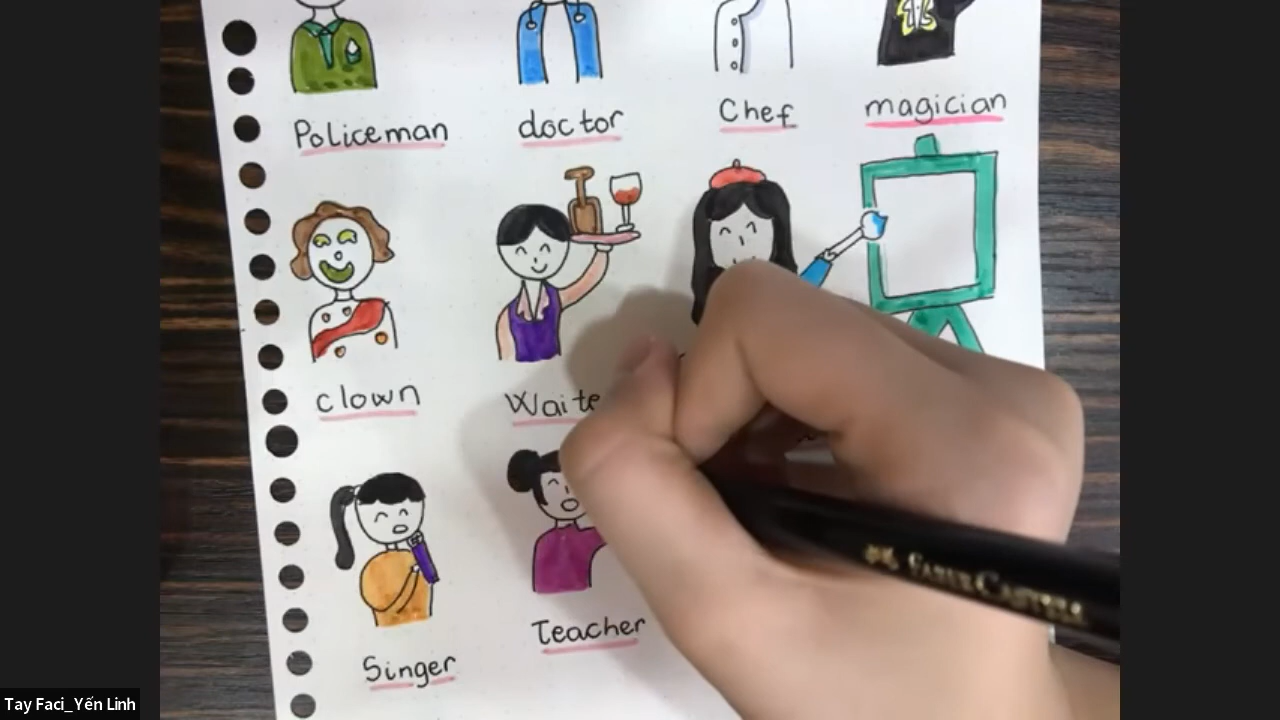 Policeman doctor Chef magician
clown Waite
Singer Teacher
FABER-CASTELL
Tay Faci_Yến Linh